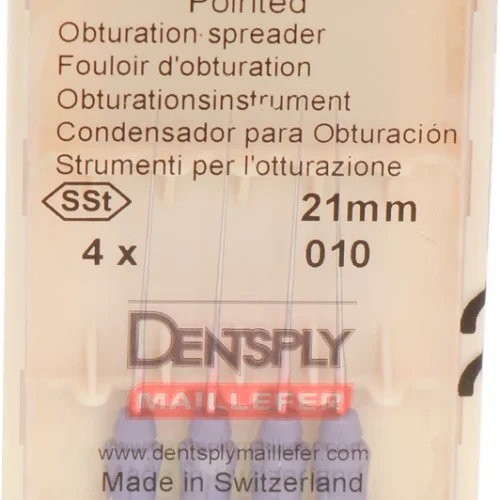 Pointed
Obturation spreader
Fouloir d'obturation
Obturationsinstrument
Condensador para Obturación
Strumenti per l'otturazione
SSt 21mm
4 x 010
DENTSPLY
MAILLEFER
www.dentsplymaillefer.com
Made in Switzerland